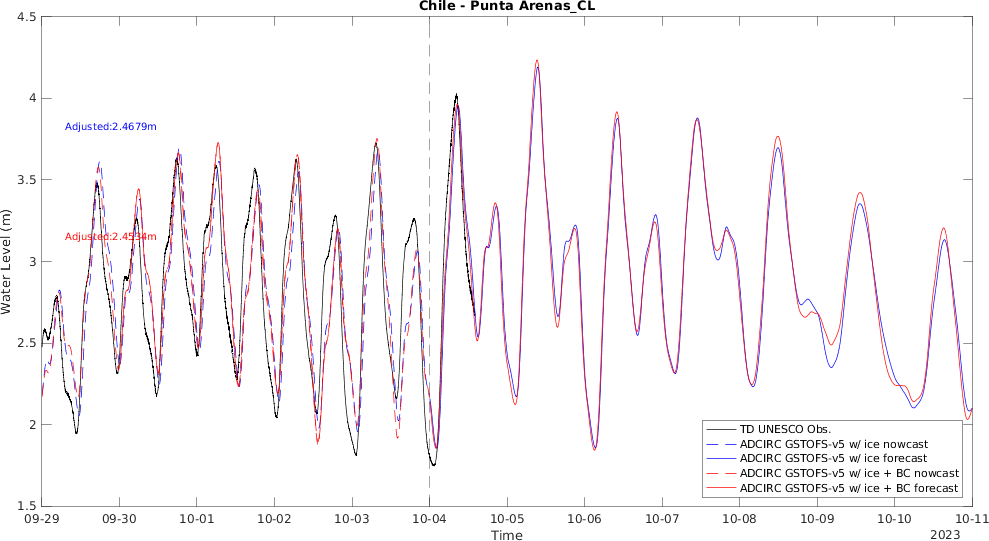 Chile - Punta Arenas_CL
4.5
4
3.5
3
2.5
2
1.5
Water Level (m)
Adjusted:2.4679m
Adjusted:2.4534m
TD UNESCO Obs.
ADCIRC GSTOFS-v5 w/ ice nowcast
ADCIRC GSTOFS-v5 w/ ice forecast
ADCIRC GSTOFS-v5 w/ ice + BC nowcast
ADCIRC GSTOFS-v5 w/ ice + BC forecast
09-29 09-30 10-01 10-02 10-03 10-04 10-05 10-06 10-07 10-08 10-09 10-10 10-11
Time
2023